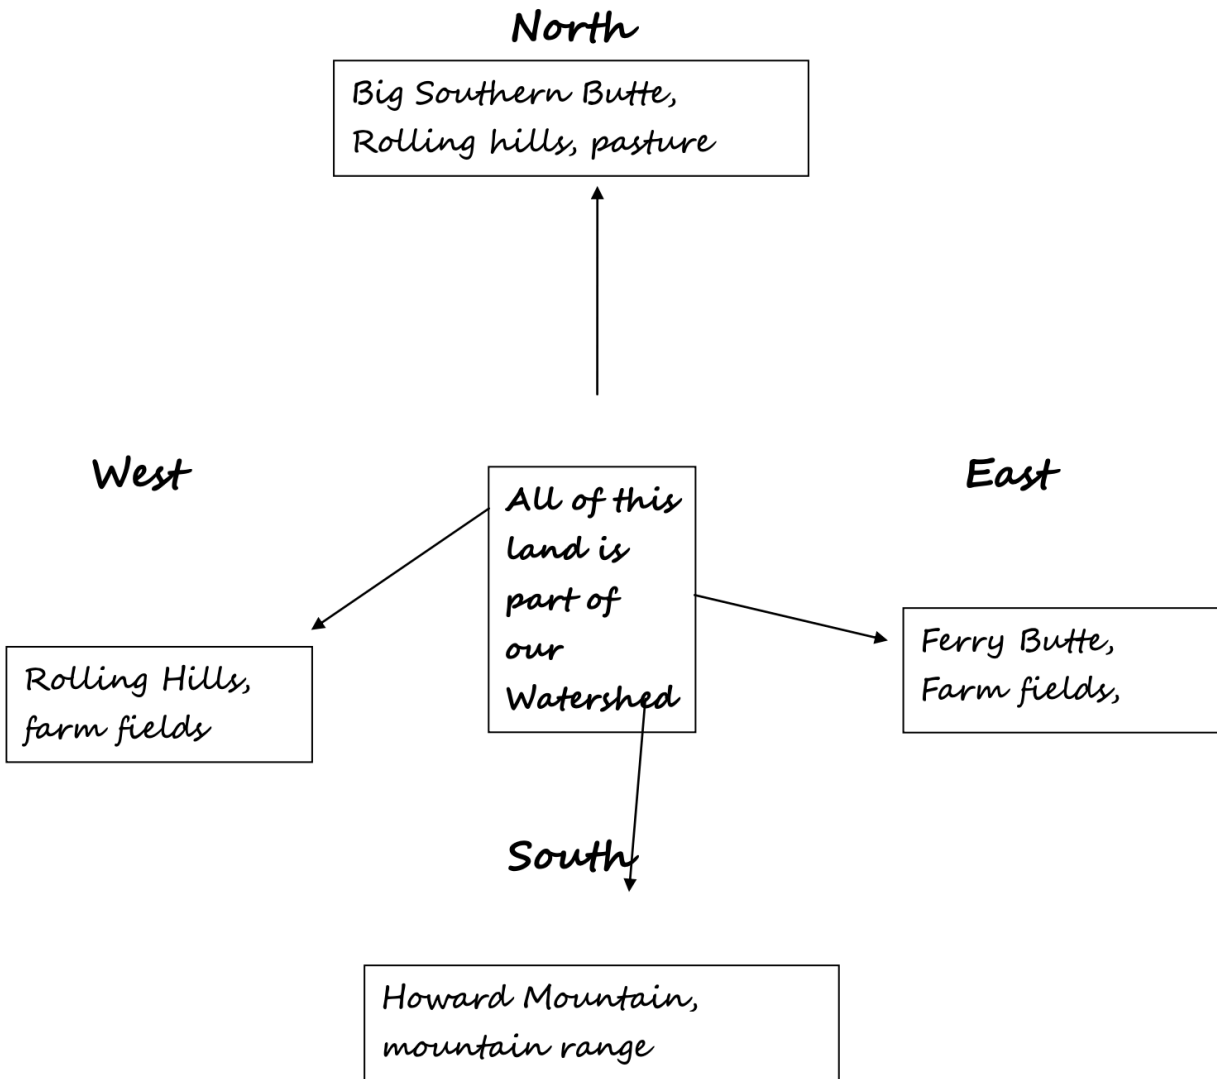 North
Big Southern Butte,
Rolling hills, pasture
West
East
All of this
land is
part of
our
Watershed
Ferry Butte,
Farm fields,
Rolling Hills,
farm fields
South
Howard Mountain,
mountain range